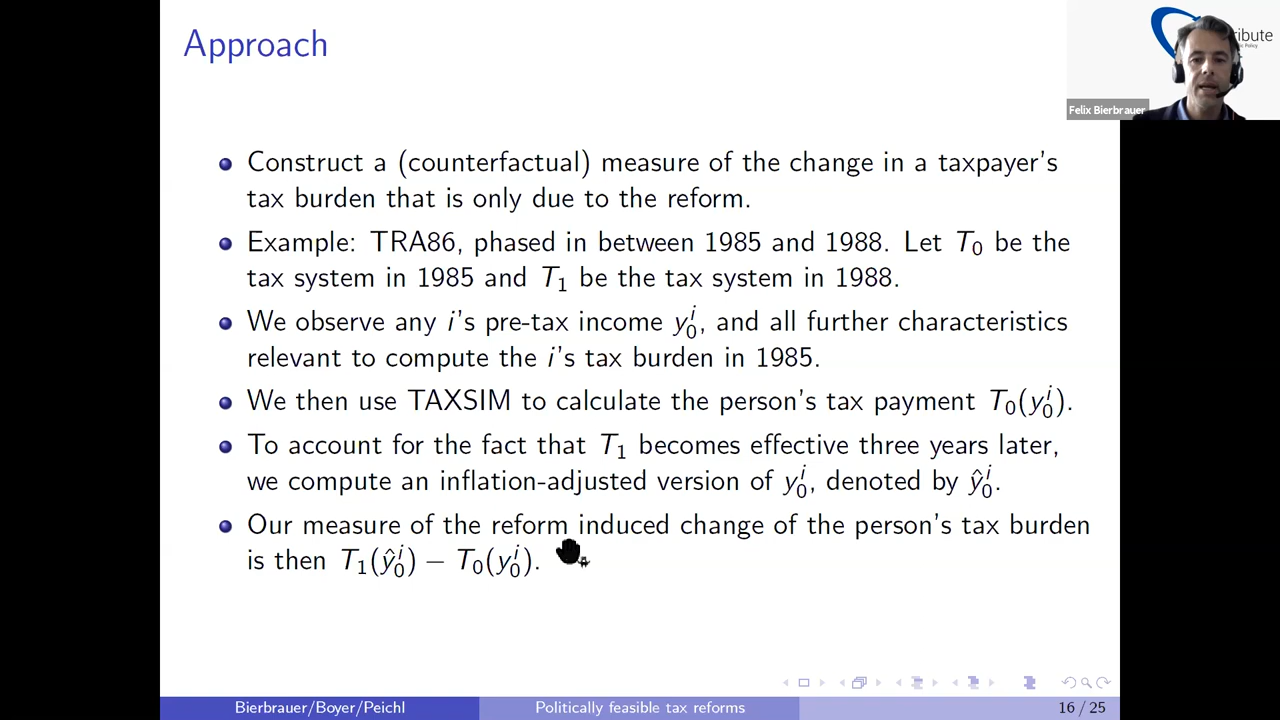 Approach
ribute
Felix Bierbrauer
Construct a (counterfactual) measure of the change in a taxpayer's
tax burden that is only due to the reform.
Example: TRA86, phased in between 1985 and 1988. Let T₀ be the
tax system in 1985 and T₁ be the tax system in 1988.
We observe any i's pre-tax income y₀ⁱ, and all further characteristics
relevant to compute the i's tax burden in 1985.
We then use TAXSIM to calculate the person's tax payment T₀(y₀ⁱ).
To account for the fact that T₁ becomes effective three years later,
we compute an inflation-adjusted version of y₀ⁱ, denoted by ŷ₀ⁱ.
Our measure of the reform induced change of the person's tax burden
is then T₁(ŷ₀ⁱ) − T₀(y₀ⁱ).
Bierbrauer/Boyer/Peichl
Politically feasible tax reforms
16 / 25